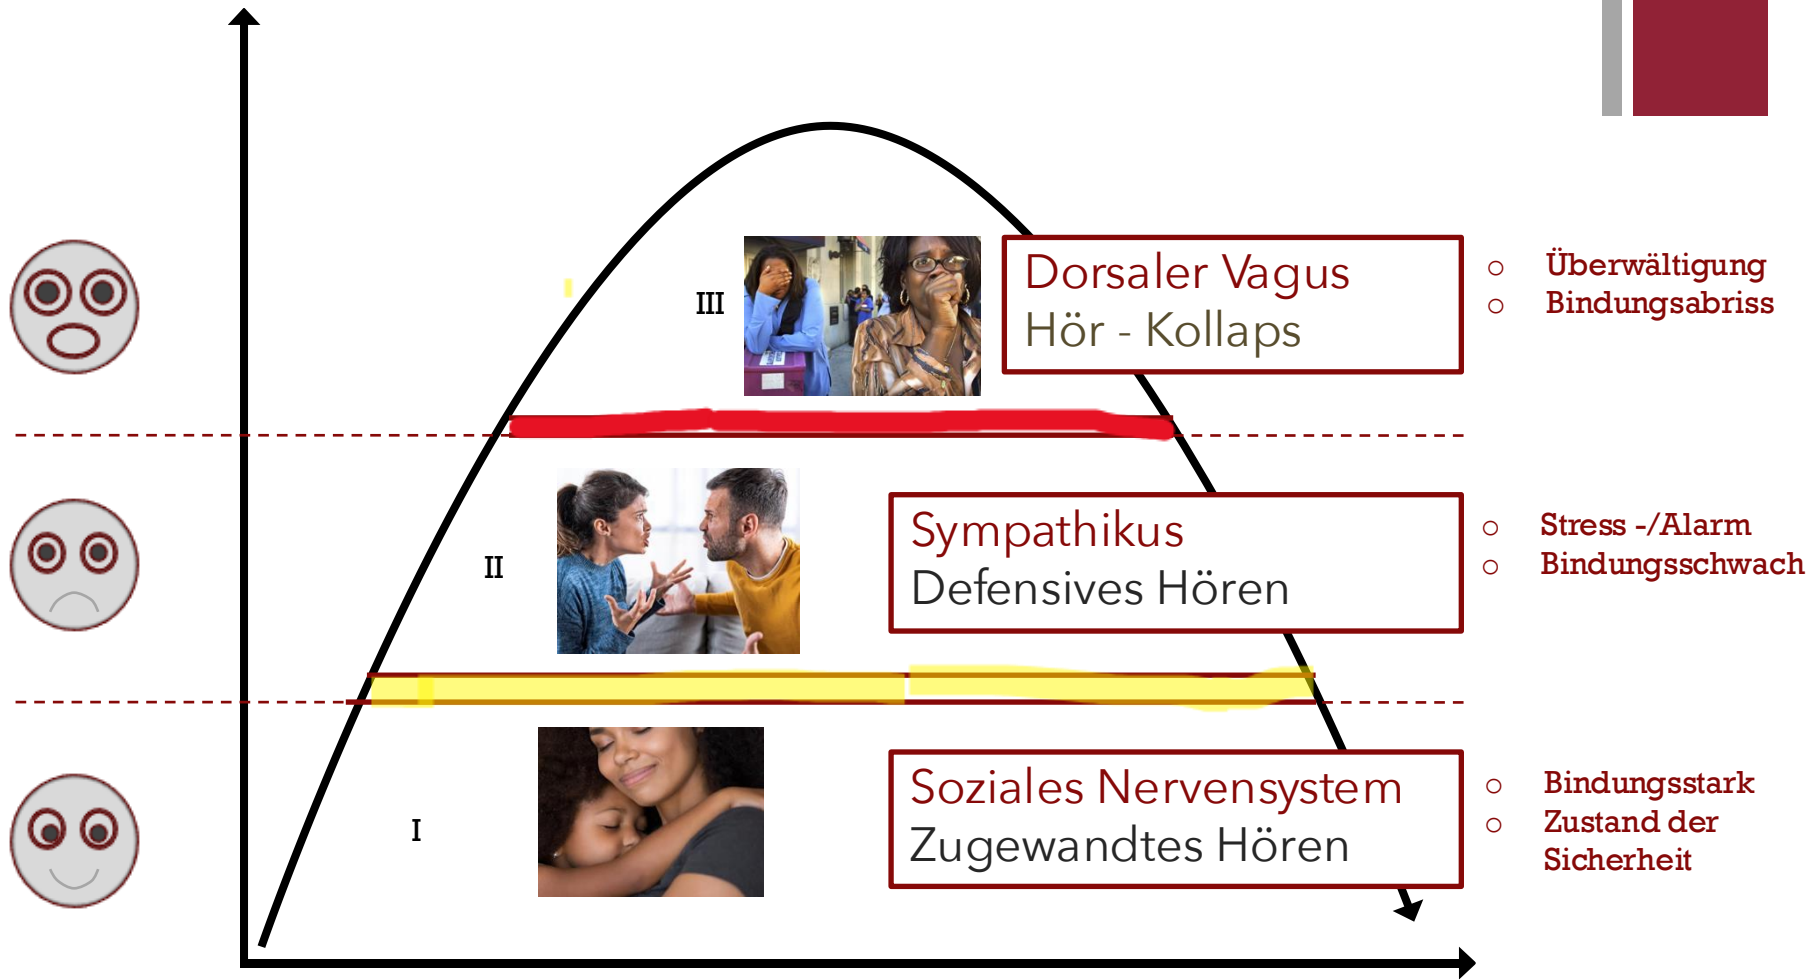 III
Dorsaler Vagus
Hör - Kollaps
○ Überwältigung
○ Bindungsabriss
II
Sympathikus
Defensives Hören
○ Stress -/Alarm
○ Bindungsschwach
I
Soziales Nervensystem
Zugewandtes Hören
○ Bindungsstark
○ Zustand der
Sicherheit